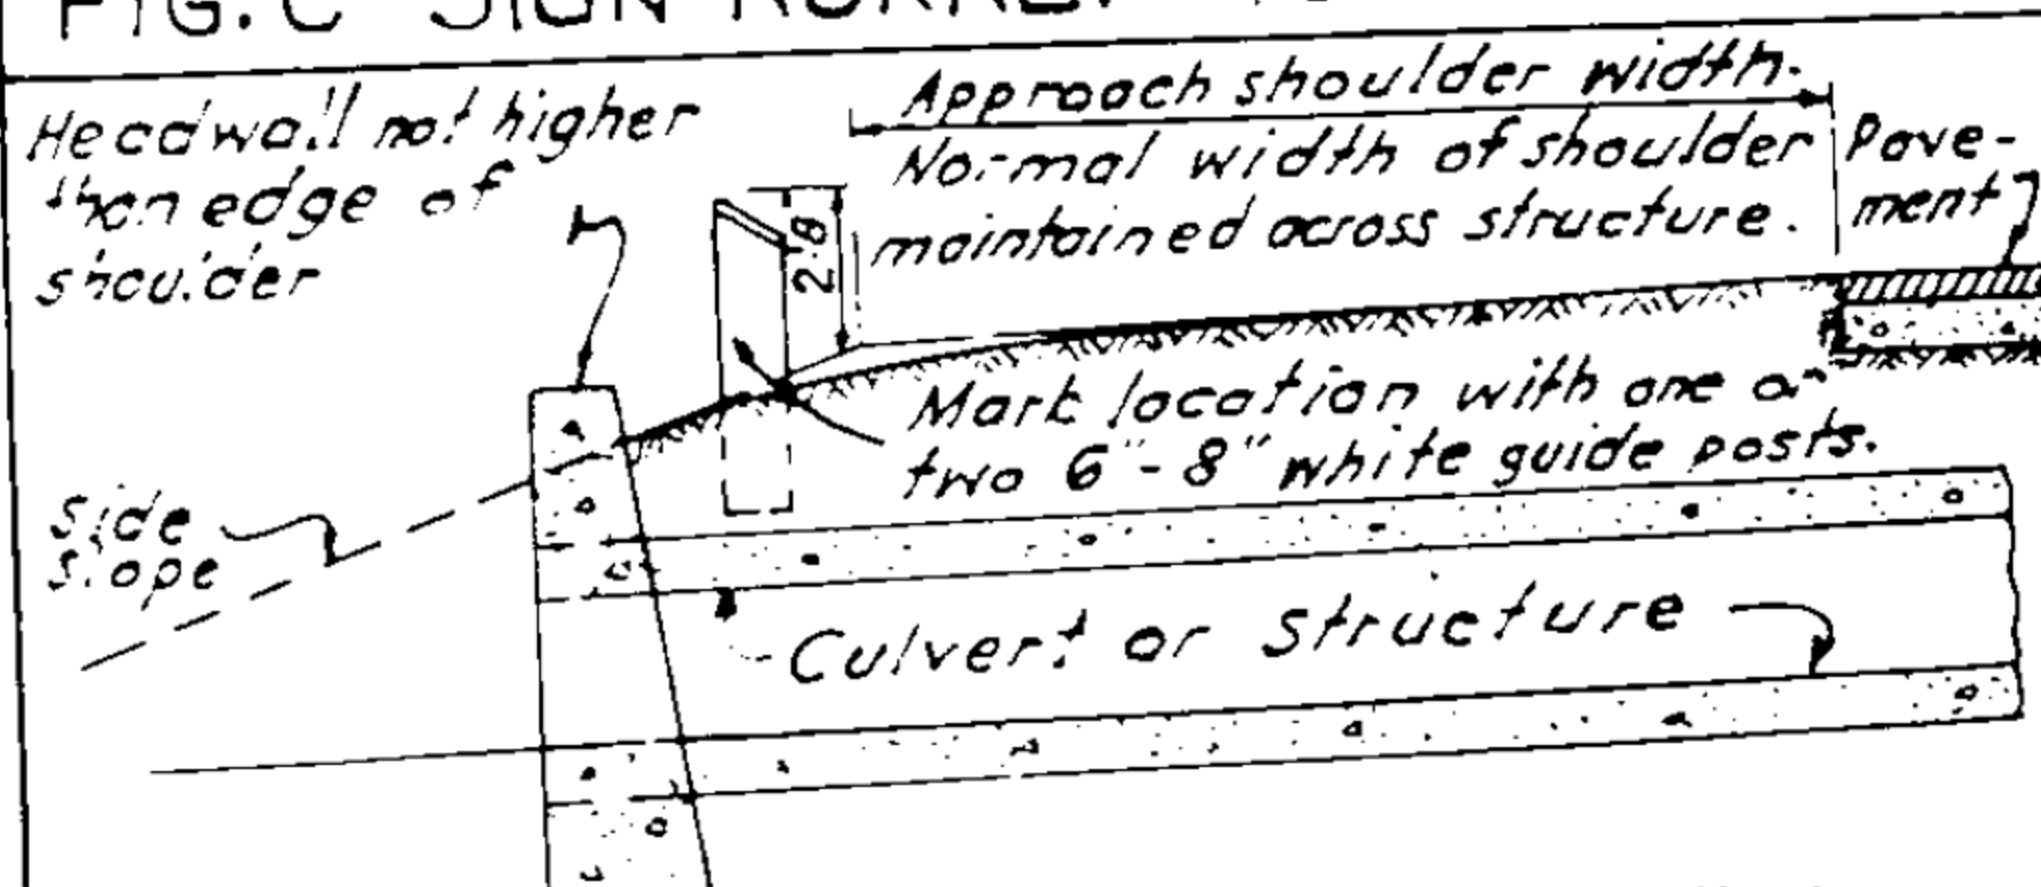 FIG. C SIGN
Headwall not higher
than edge of
shoulder
Approach shoulder width.
Normal width of shoulder
maintained across structure.
Pave-
ment
2'-8
Mark location with one or
two 6"-8" white guide posts.
Side
slope
Culvert or structure